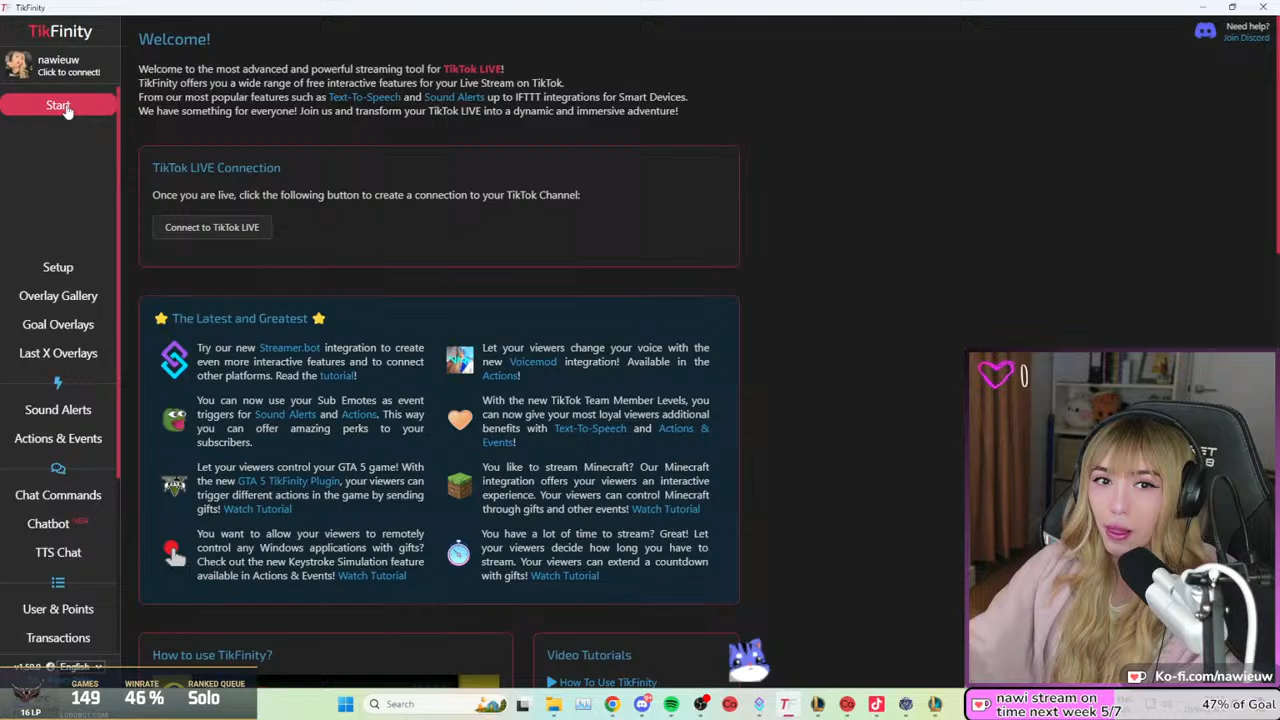 TikFinity
TikFinity
nawieuw
Click to connect!
Start
Setup
Overlay Gallery
Goal Overlays
Last X Overlays
Sound Alerts
Actions & Events
Chat Commands
Chatbot NEW
TTS Chat
User & Points
Transactions
English
Welcome!
Welcome to the most advanced and powerful streaming tool for TikTok LIVE!
TikFinity offers you a wide range of free interactive features for your Live Stream on TikTok.
From our most popular features such as Text-To-Speech and Sound Alerts up to IFTTT integrations for Smart Devices.
We have something for everyone! Join us and transform your TikTok LIVE into a dynamic and immersive adventure!
Need help?
Join Discord
TikTok LIVE Connection
Once you are live, click the following button to create a connection to your TikTok Channel:
Connect to TikTok LIVE
The Latest and Greatest
Try our new Streamer.bot integration to create
even more interactive features and to connect
other platforms. Read the tutorial!
Let your viewers change your voice with the
new Voicemod integration! Available in the
Actions!
You can now use your Sub Emotes as event
triggers for Sound Alerts and Actions. This way
you can offer amazing perks to your
subscribers.
With the new TikTok Team Member Levels, you
can now give your most loyal viewers additional
benefits with Text-To-Speech and Actions &
Events!
Let your viewers control your GTA 5 game! With
the new GTA 5 TikFinity Plugin, your viewers can
trigger different actions in the game by sending
gifts! Watch Tutorial
You like to stream Minecraft? Our Minecraft
integration offers your viewers an interactive
experience. Your viewers can control Minecraft
through gifts and other events! Watch Tutorial
You want to allow your viewers to remotely
control any Windows applications with gifts?
Check out the new Keystroke Simulation feature
available in Actions & Events! Watch Tutorial
You have a lot of time to stream? Great! Let
your viewers decide how long you have to
stream. Your viewers can extend a countdown
with gifts! Watch Tutorial
How to use TikFinity?
Video Tutorials
How To Use TikFinity
0
Ko-fi.com/nawieuw
16 LP
GAMES
149
WINRATE
46 %
RANKED QUEUE
Solo
Search
nawi stream on
time next week 5/7
47% of Goal